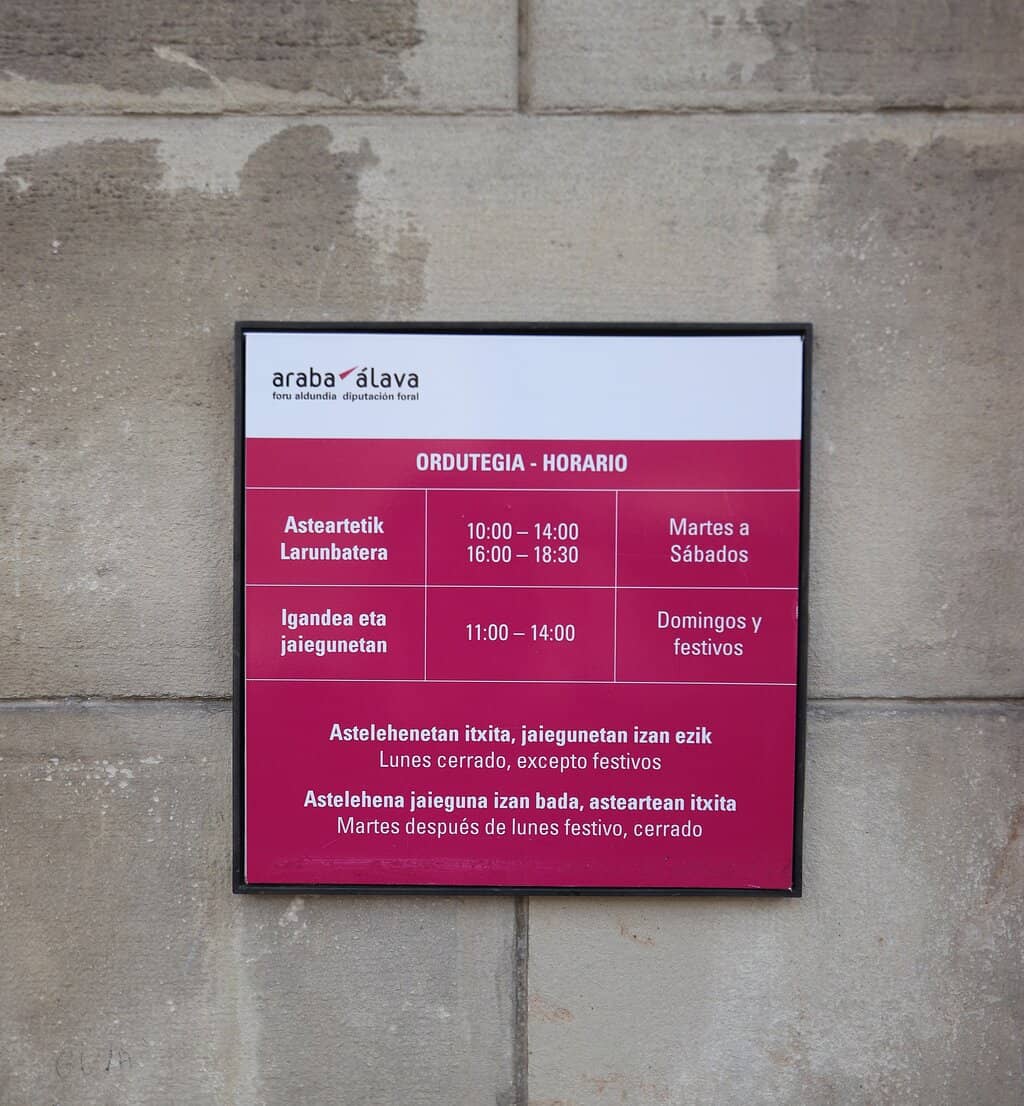 araba álava
foru aldundia diputación foral
ORDUTEGIA - HORARIO
Asteartetik
Larunbatera
10:00 – 14:00
16:00 – 18:30
Martes a
Sábados
Igandea eta
jaiegunetan
11:00 – 14:00
Domingos y
festivos
Astelehenetan itxita, jaiegunetan izan ezik
Lunes cerrado, excepto festivos
Astelehena jaieguna izan bada, asteartean itxita
Martes después de lunes festivo, cerrado